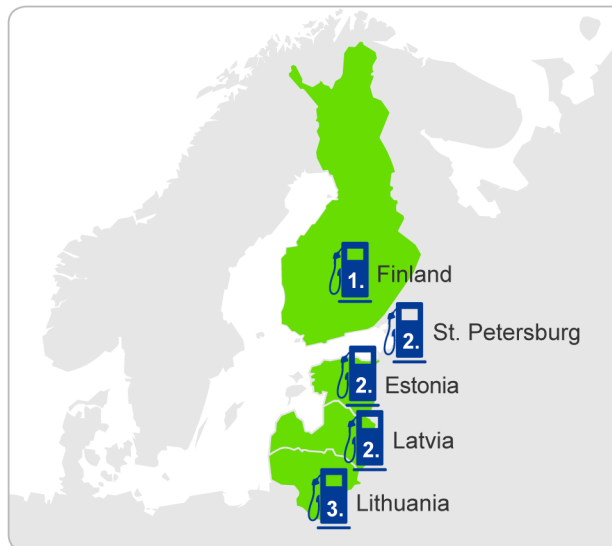 1. Finland
2. St. Petersburg
2. Estonia
2. Latvia
3. Lithuania